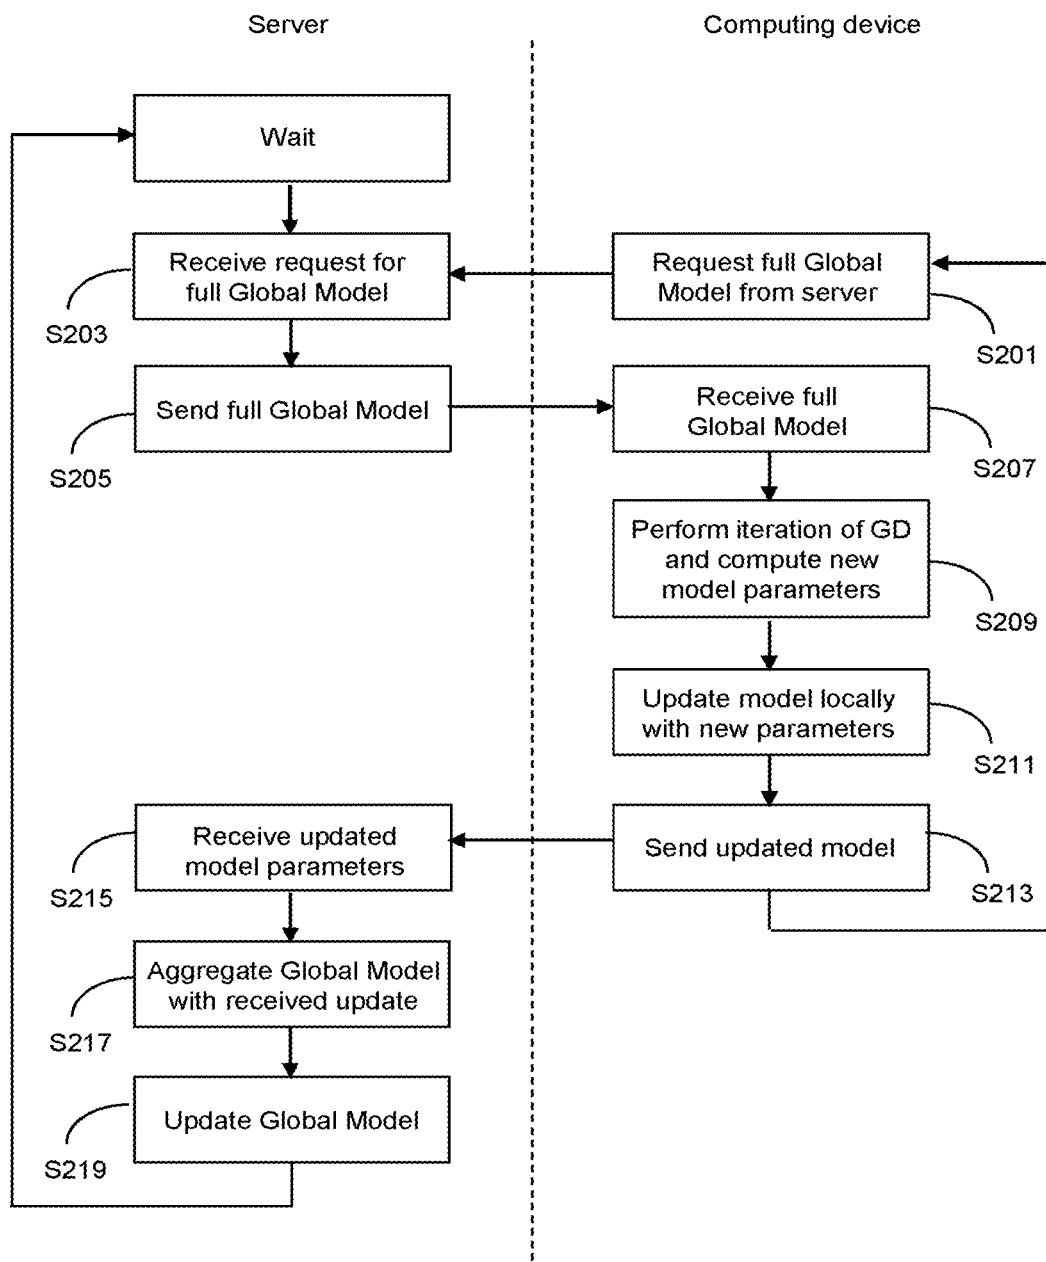 Server
Computing device
Wait
Receive request for
full Global Model
S203
Request full Global
Model from server
S201
Send full Global Model
S205
Receive full
Global Model
S207
Perform iteration of GD
and compute new
model parameters
S209
Update model locally
with new parameters
S211
Receive updated
model parameters
S215
Send updated model
S213
Aggregate Global Model
with received update
S217
Update Global Model
S219